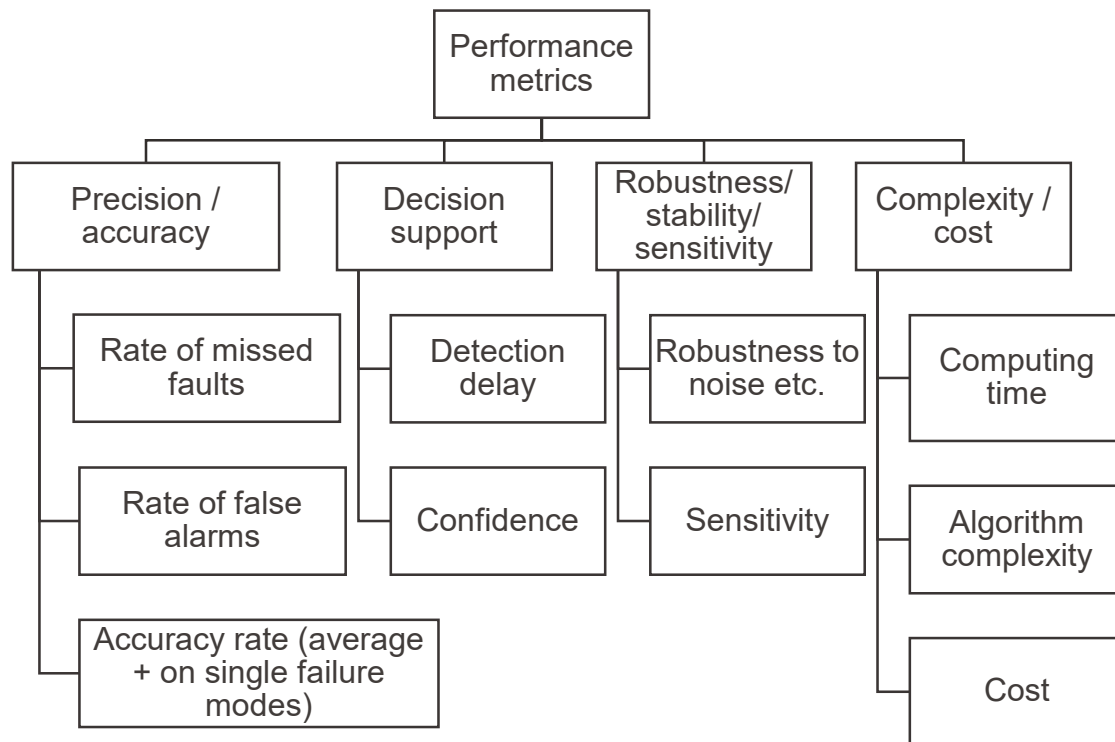 Performance
metrics
Precision /
accuracy
Rate of missed
faults
Rate of false
alarms
Accuracy rate (average
+ on single failure
modes)
Decision
support
Detection
delay
Confidence
Robustness/
stability/
sensitivity
Robustness to
noise etc.
Sensitivity
Complexity /
cost
Computing
time
Algorithm
complexity
Cost